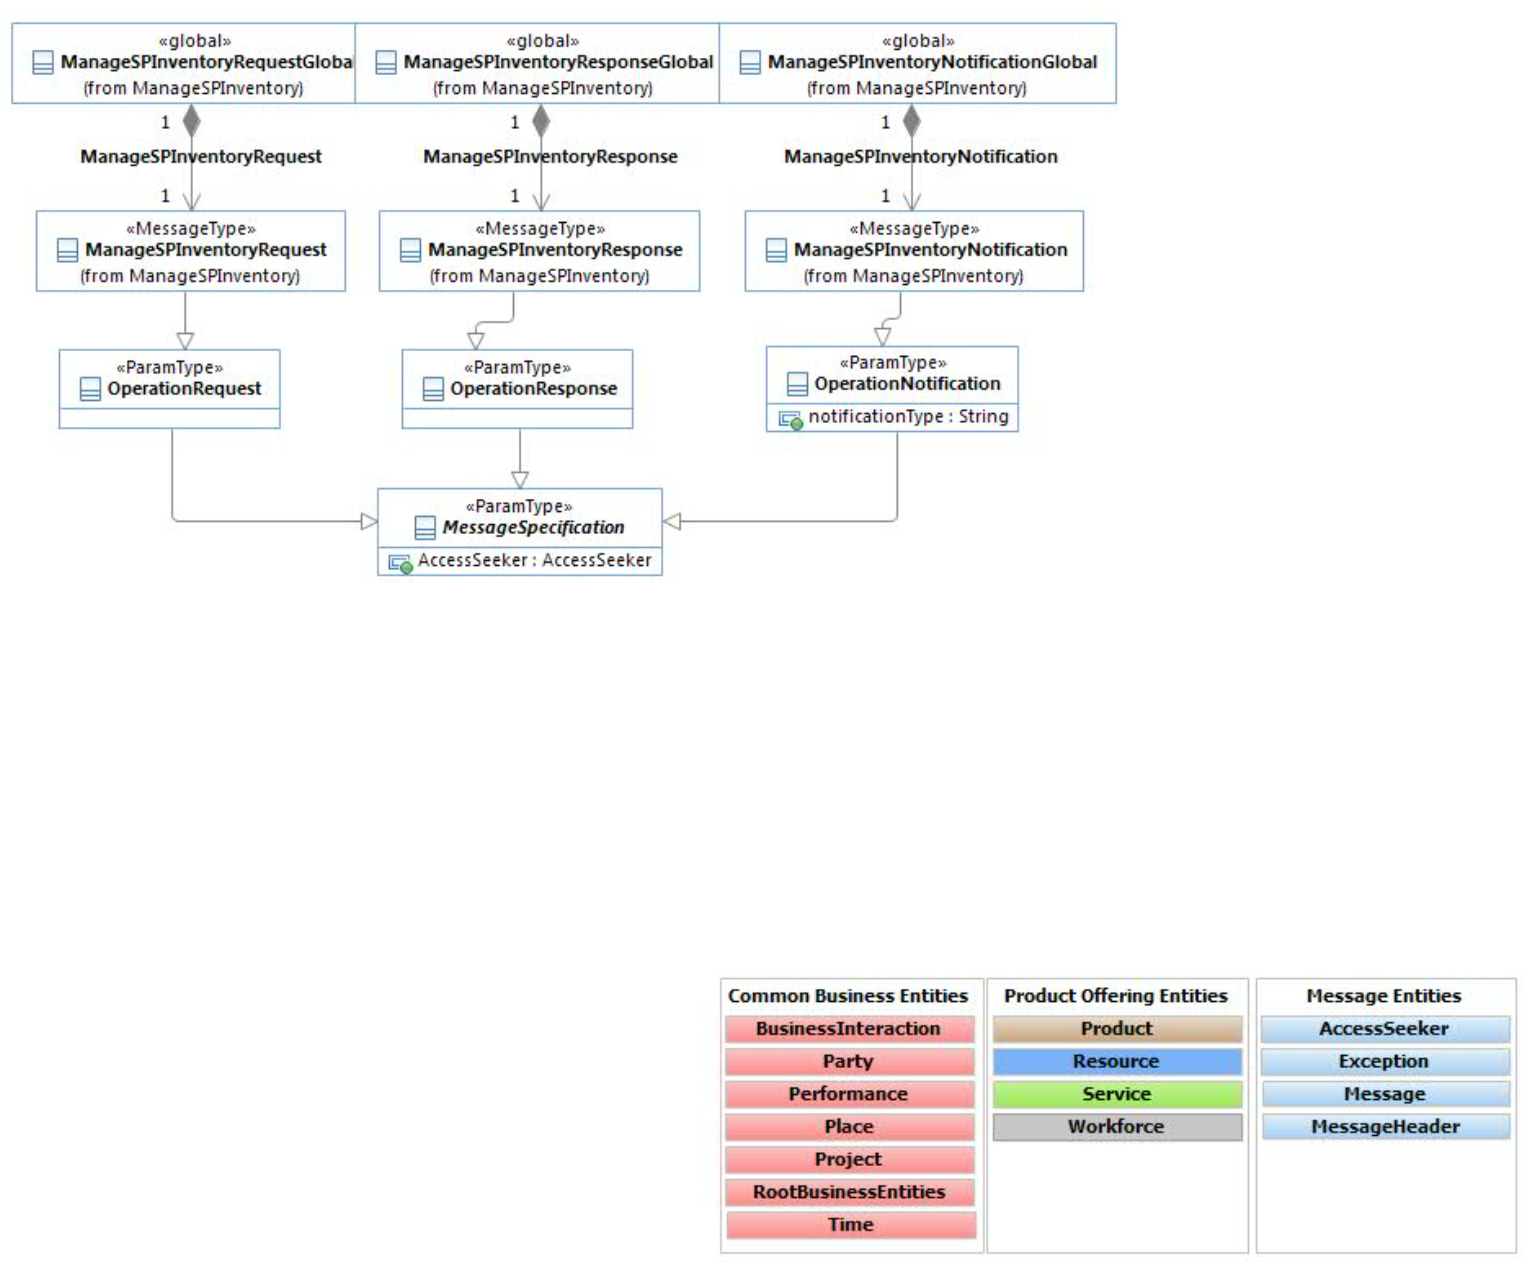 «global»
ManageSPInventoryRequestGloba
(from ManageSPInventory)
«global»
ManageSPInventoryResponseGlobal
(from ManageSPInventory)
«global»
ManageSPInventoryNotificationGlobal
(from ManageSPInventory)
1
ManageSPInventoryRequest
1
1
ManageSPInventoryResponse
1
1
ManageSPInventoryNotification
1
«MessageType»
ManageSPInventoryRequest
(from ManageSPInventory)
«MessageType»
ManageSPInventoryResponse
(from ManageSPInventory)
«MessageType»
ManageSPInventoryNotification
(from ManageSPInventory)
«ParamType»
OperationRequest
«ParamType»
OperationResponse
«ParamType»
OperationNotification
notificationType : String
«ParamType»
MessageSpecification
AccessSeeker : AccessSeeker
Common Business Entities
BusinessInteraction
Party
Performance
Place
Project
RootBusinessEntities
Time
Product Offering Entities
Product
Resource
Service
Workforce
Message Entities
AccessSeeker
Exception
Message
MessageHeader